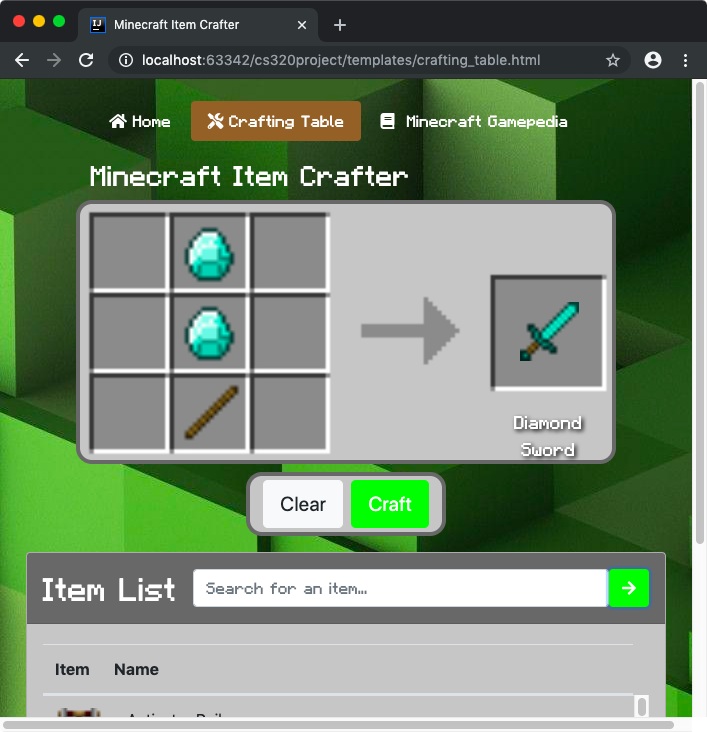 Minecraft Item Crafter
localhost:63342/cs320project/templates/crafting_table.html
Home Crafting Table Minecraft Gamepedia
Minecraft Item Crafter
Diamond
Sword
Clear Craft
Item List Search for an item...
Item Name